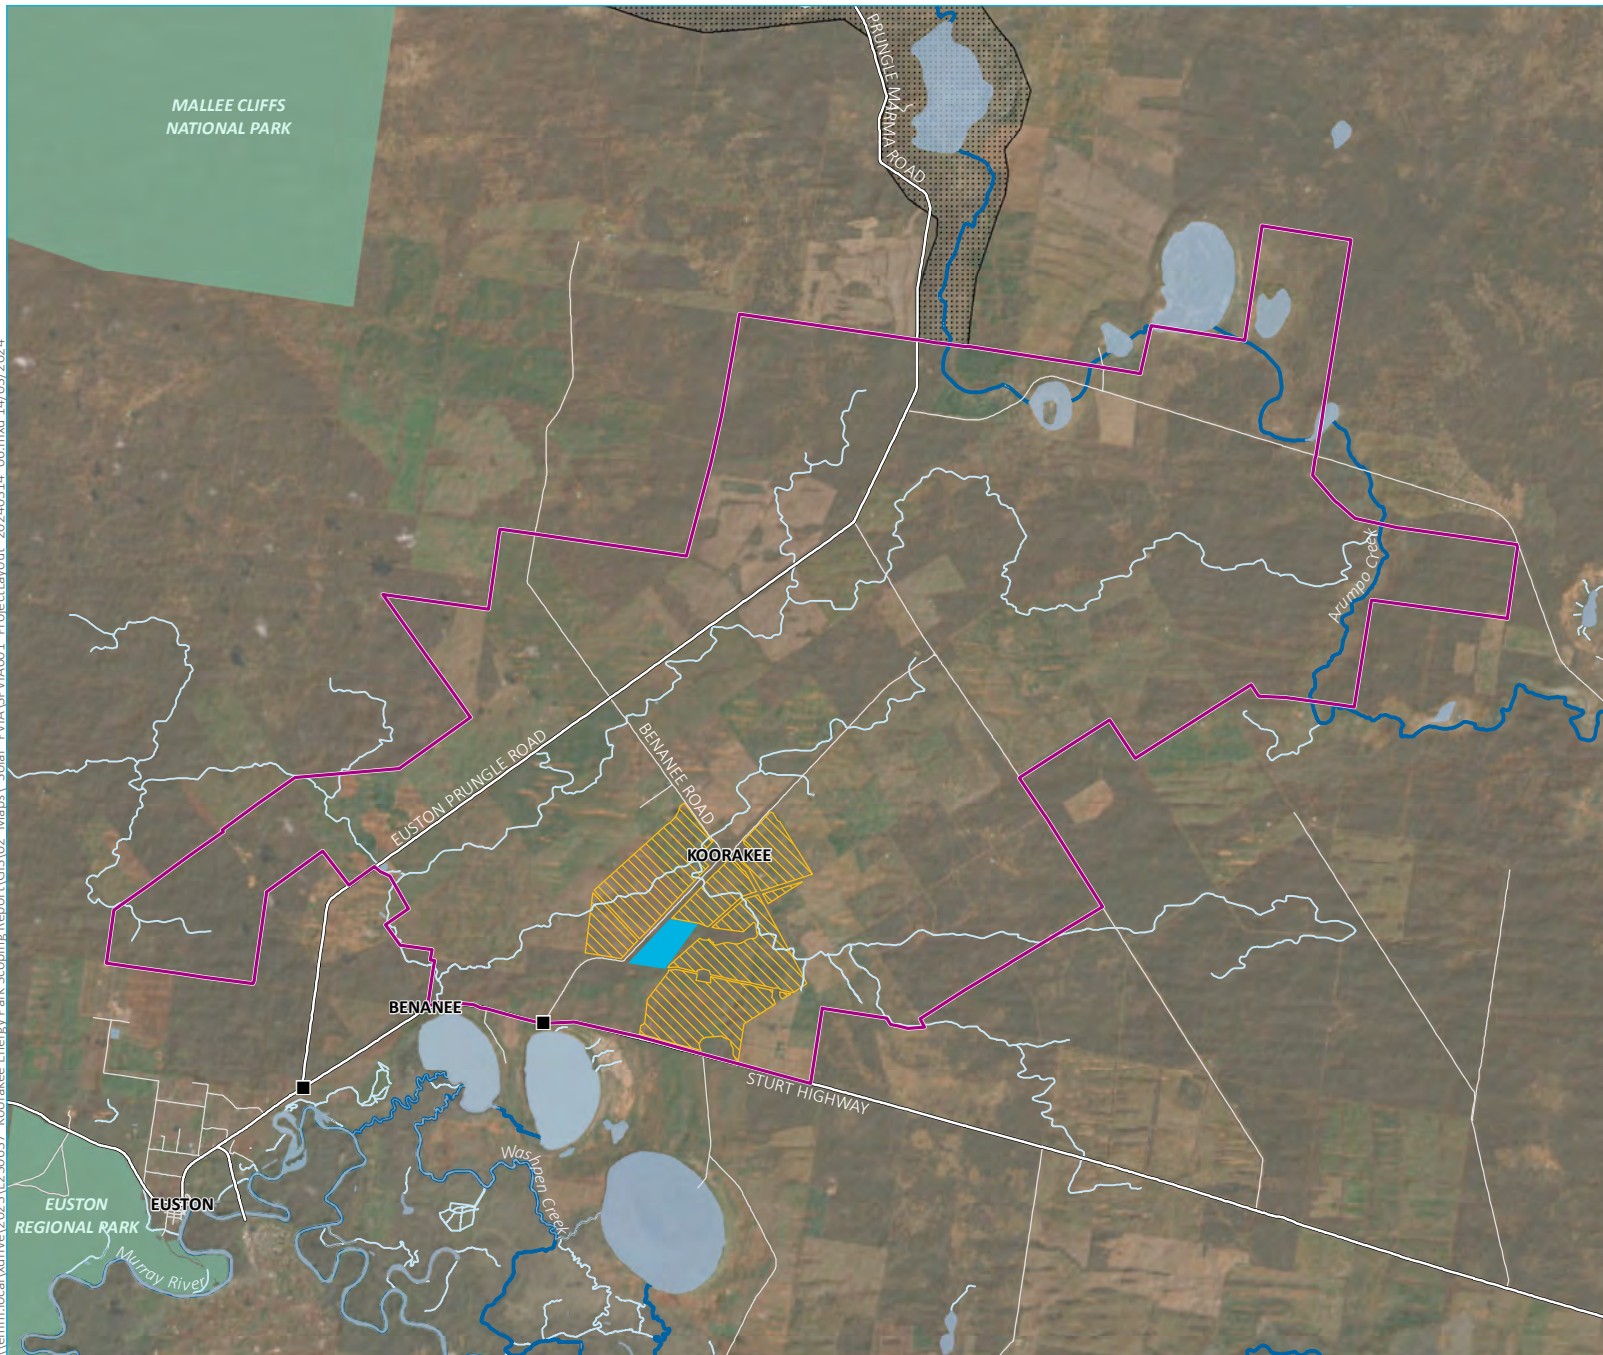 MALLEE CLIFFS
NATIONAL PARK
PRUNGLE MARMA ROAD
Arumpo Creek
EUSTON PRUNGLE ROAD
BENANEE ROAD
KOORAKEE
BENANEE
STURT HIGHWAY
Washpen Creek
EUSTON
REGIONAL PARK
EUSTON
Murray River